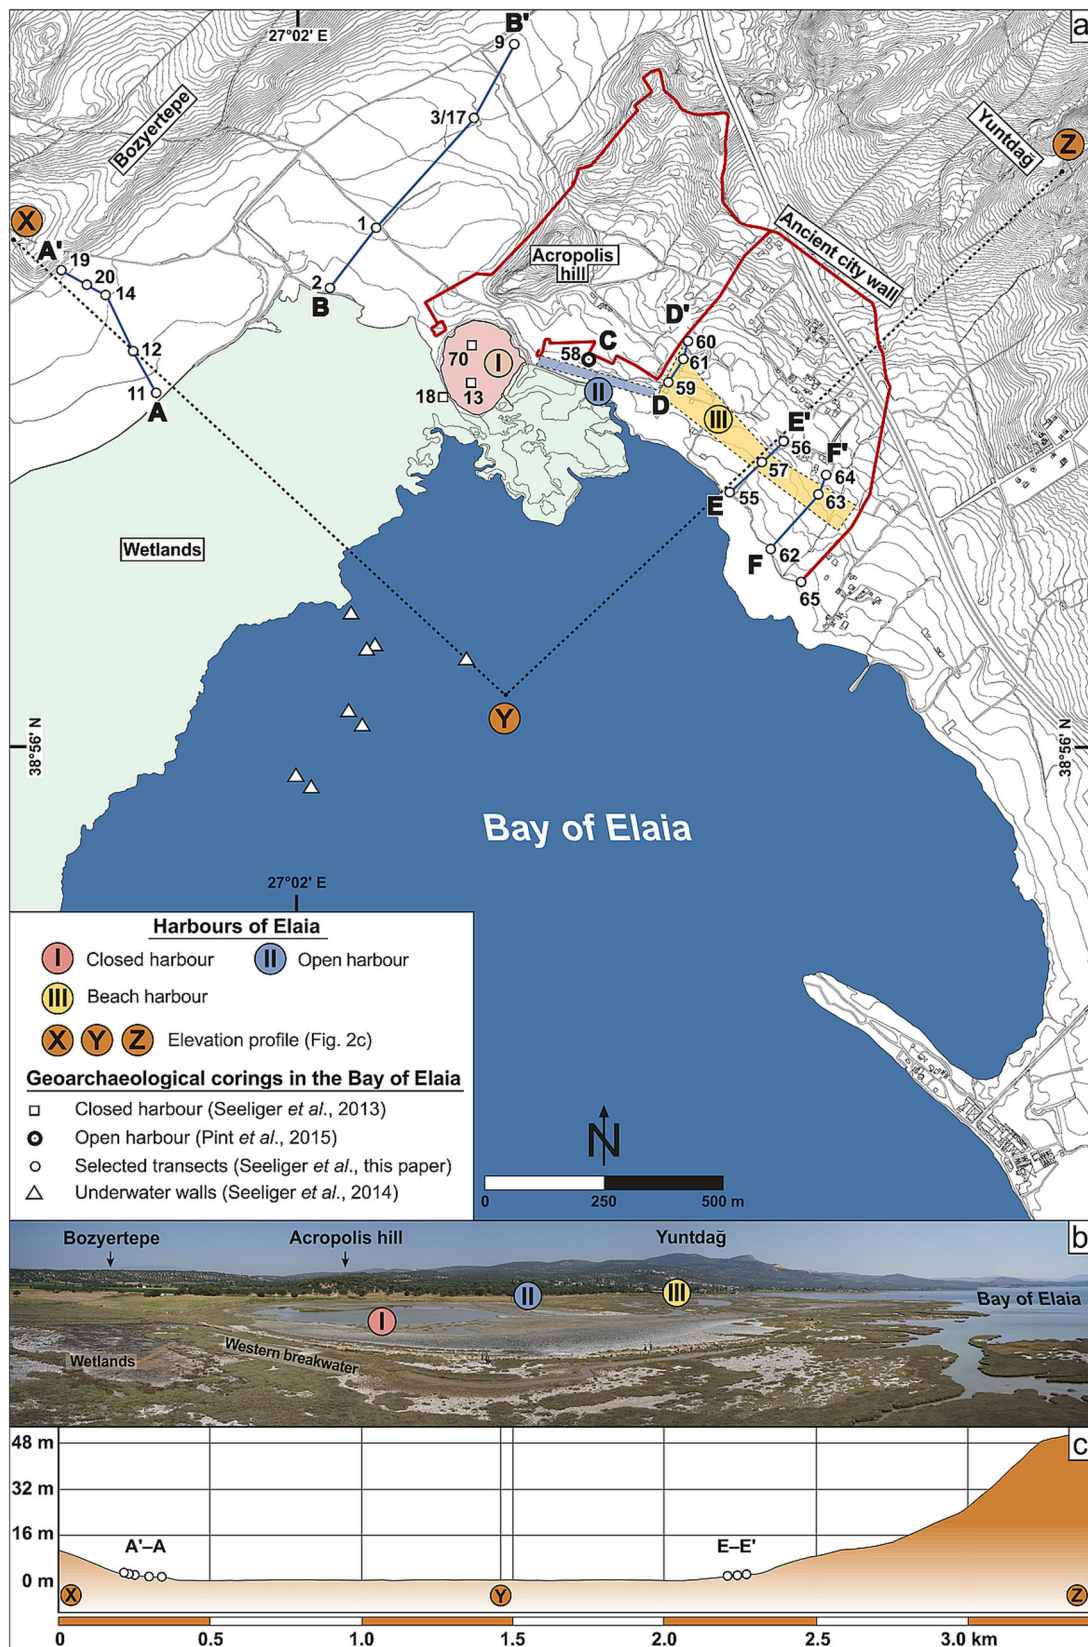 a
27°02' E
B'
9
Bozyertepe
3/17
Yuntdağ
Z
X
A'
19
20
14
1
2
B
Acropolis
hill
Ancient city wall
12
11
A
70
I
18
13
C
58
II
D'
60
61
59
D
III
E'
56
57
F'
64
63
E
55
F
62
65
Wetlands
Y
38°56' N
38°56' N
Bay of Elaia
27°02' E
Harbours of Elaia
I Closed harbour
II Open harbour
III Beach harbour
X Y Z Elevation profile (Fig. 2c)
Geoarchaeological corings in the Bay of Elaia
Closed harbour (Seeliger et al., 2013)
Open harbour (Pint et al., 2015)
Selected transects (Seeliger et al., this paper)
Underwater walls (Seeliger et al., 2014)
N
0 250 500 m
b
Bozyertepe Acropolis hill Yuntdağ
I
II
III
Bay of Elaia
Western breakwater
Wetlands
c
48 m
32 m
16 m
0 m
A'–A
E–E'
X Y Z
0 0.5 1.0 1.5 2.0 2.5 3.0 km